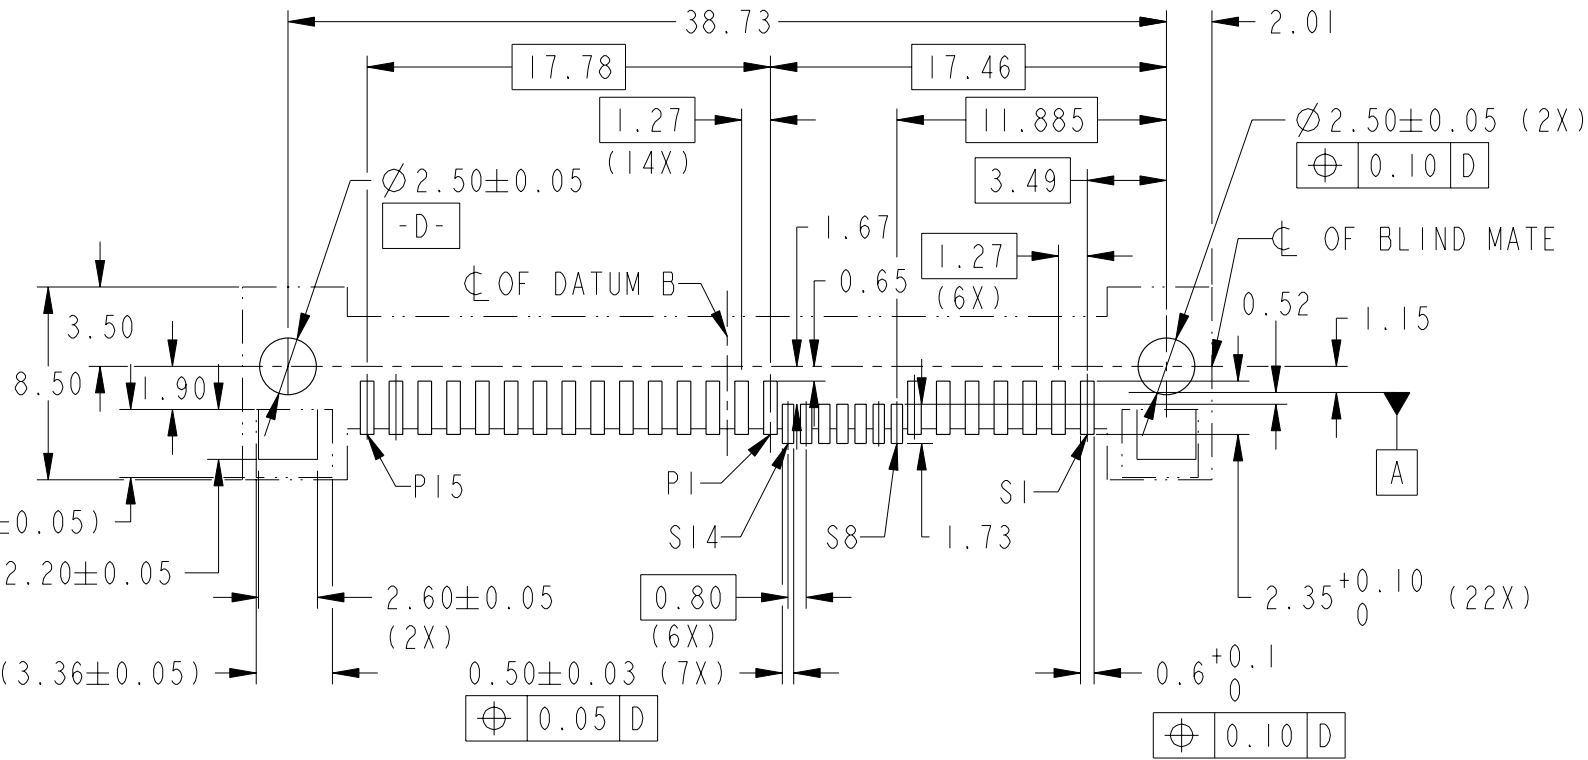 38.73
2.01
17.78
17.46
1.27
(14X)
11.885
⌀2.50±0.05 (2X)
⌖ 0.10 D
⌀2.50±0.05
-D-
3.49
1.67
℄ OF BLIND MATE
1.27
(6X)
℄ OF DATUM B
0.65
0.52
1.15
3.50
8.50
1.90
P15
P1
S1
A
±0.05)
S14
S8
1.73
2.20±0.05
2.60±0.05
(2X)
0.80
(6X)
2.35 +0.10 0 (22X)
(3.36±0.05)
0.50±0.03 (7X)
⌖ 0.05 D
0.6 +0.1 0
⌖ 0.10 D